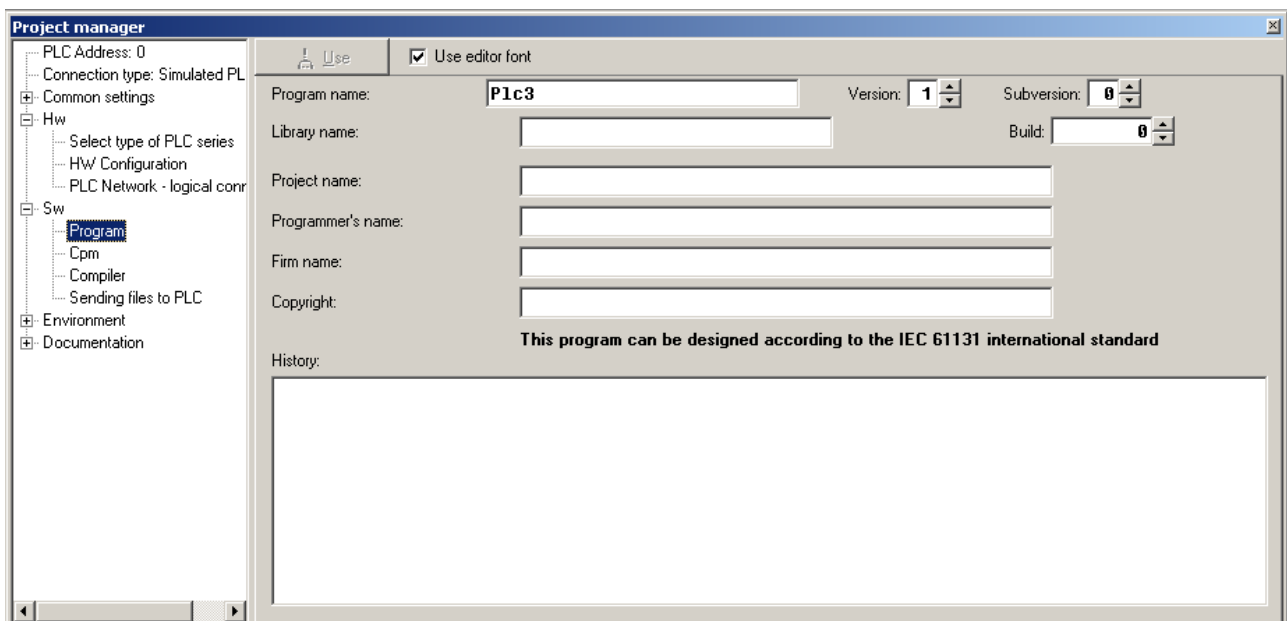 Project manager
PLC Address: 0
Connection type: Simulated PL
Common settings
Hw
Select type of PLC series
HW Configuration
PLC Network - logical conr
Sw
Program
Cpm
Compiler
Sending files to PLC
Environment
Documentation
Use
Use editor font
Program name: Plc3 Version: 1 Subversion: 0
Library name: Build: 0
Project name:
Programmer's name:
Firm name:
Copyright:
This program can be designed according to the IEC 61131 international standard
History: